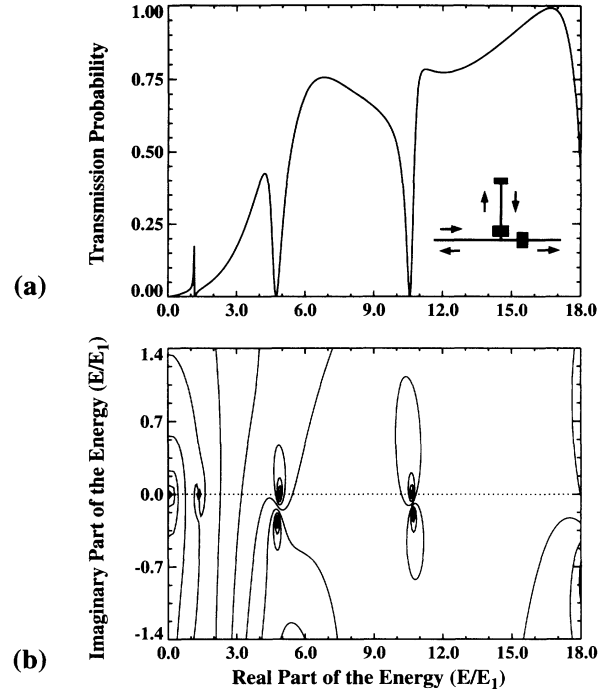 (a)
Transmission Probability
1.00
0.75
0.50
0.25
0.00
0.0 3.0 6.0 9.0 12.0 15.0 18.0
(b)
Imaginary Part of the Energy (E/E₁)
1.4
0.7
0.0
-0.7
-1.4
0.0 3.0 6.0 9.0 12.0 15.0 18.0
Real Part of the Energy (E/E₁)